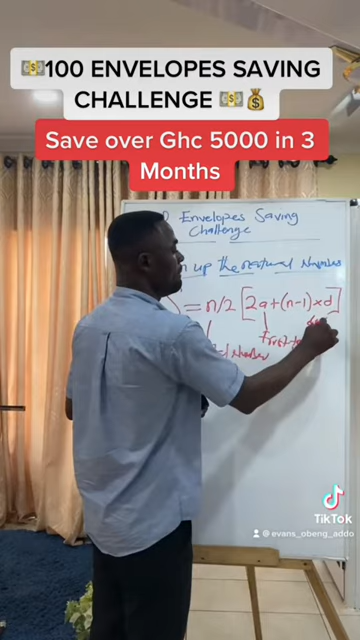 💵100 ENVELOPES SAVING
CHALLENGE 💵💰
Save over Ghc 5000 in 3
Months
Envelopes Saving
Challenge
up the natural Numbers
) = n/2 [2a+(n-1)×d]
Number
TikTok
@evans_obeng_addo